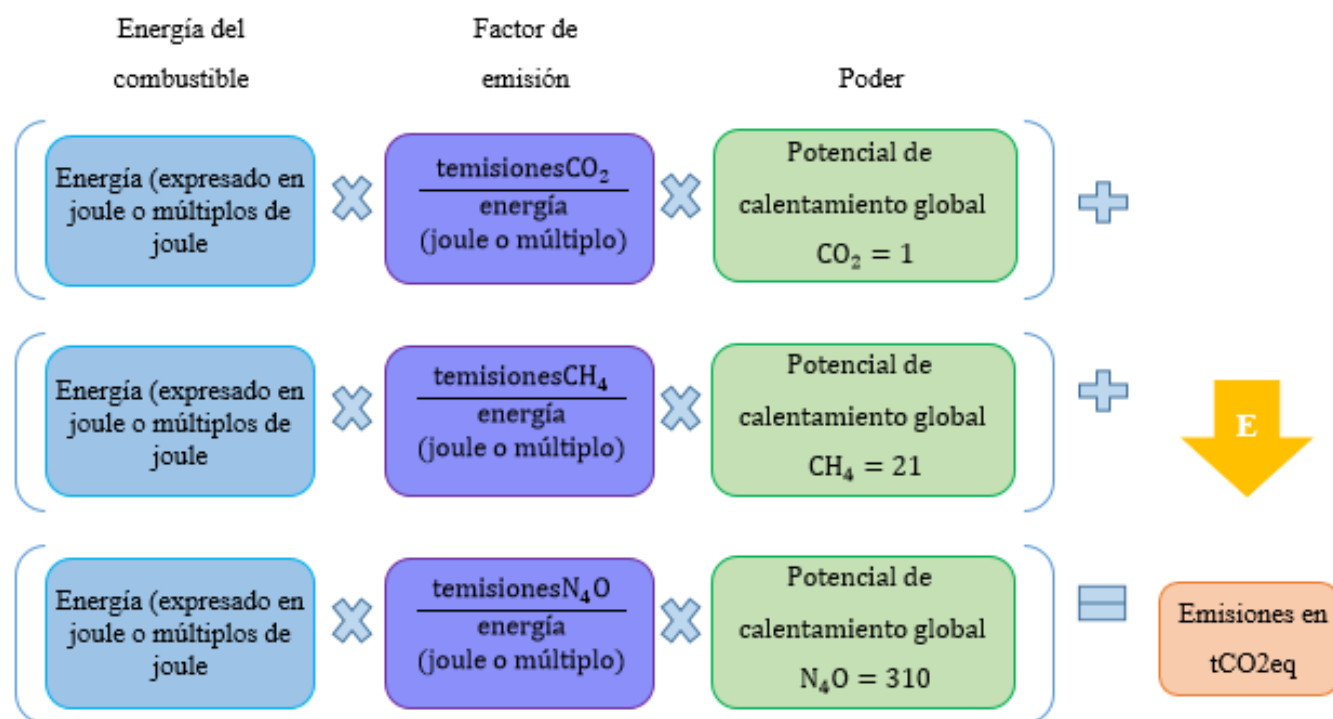 Energía del
combustible
Factor de
emisión
Poder
Energía (expresado en
joule o múltiplos de
joule
temisionesCO₂
energía
(joule o múltiplo)
Potencial de
calentamiento global
CO₂ = 1
Energía (expresado en
joule o múltiplos de
joule
temisionesCH₄
energía
(joule o múltiplo)
Potencial de
calentamiento global
CH₄ = 21
E
Energía (expresado en
joule o múltiplos de
joule
temisionesN₄O
energía
(joule o múltiplo)
Potencial de
calentamiento global
N₄O = 310
Emisiones en
tCO2eq